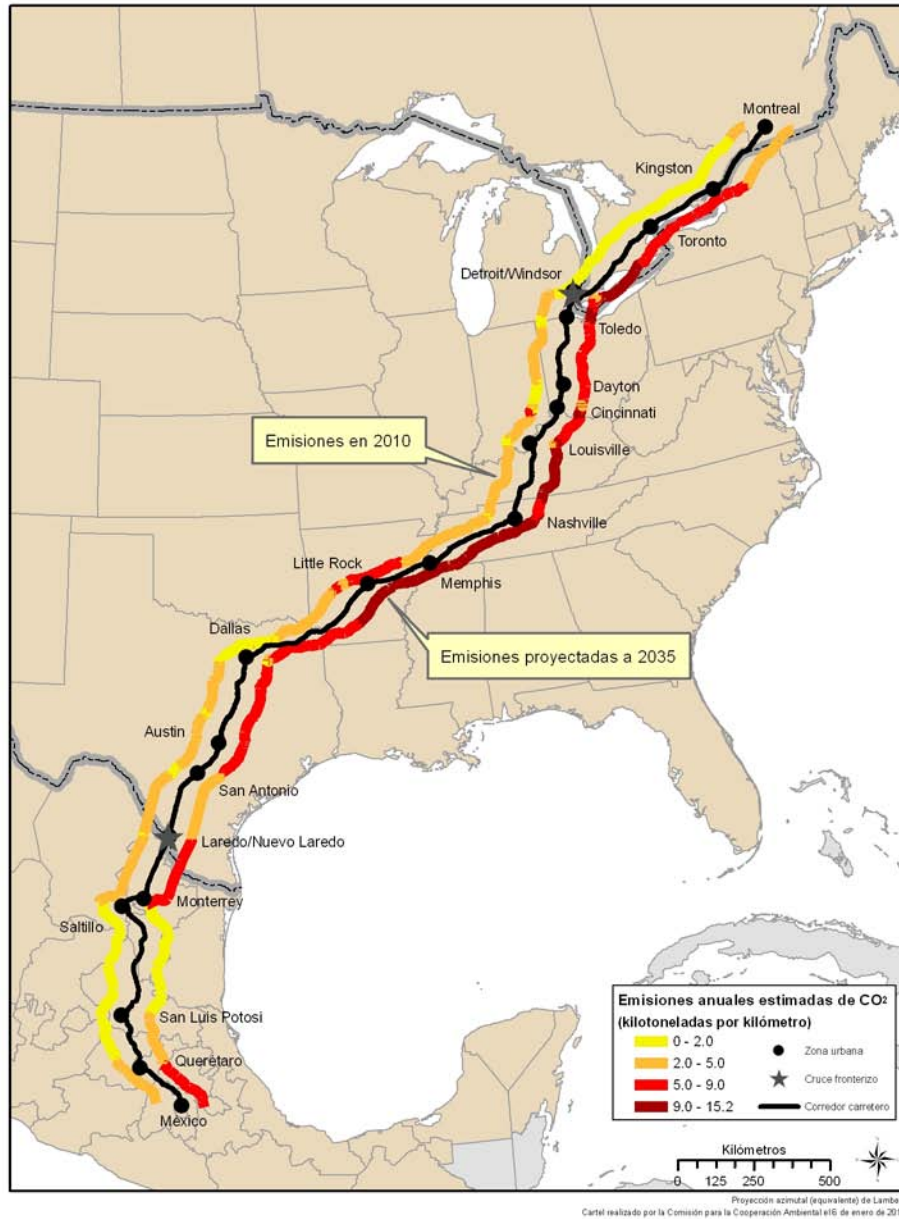 Montreal
Kingston
Toronto
Detroit/Windsor
Toledo
Dayton
Cincinnati
Emisiones en 2010
Louisville
Nashville
Little Rock
Memphis
Dallas
Emisiones proyectadas a 2035
Austin
San Antonio
Laredo/Nuevo Laredo
Monterrey
Saltillo
San Luis Potosi
Querétaro
México
Emisiones anuales estimadas de CO2
(kilotoneladas por kilómetro)
0 - 2.0
2.0 - 5.0
5.0 - 9.0
9.0 - 15.2
Zona urbana
Cruce fronterizo
Corredor carretero
Kilómetros
0 125 250 500
Proyección azimutal (equivalente) de Lambe
Cartel realizado por la Comisión para la Cooperación Ambiental el 6 de enero de 201